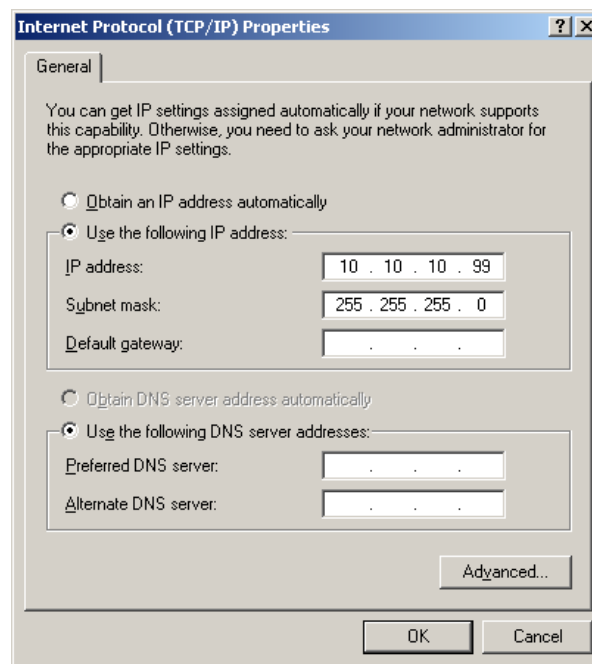 Internet Protocol (TCP/IP) Properties
General
You can get IP settings assigned automatically if your network supports
this capability. Otherwise, you need to ask your network administrator for
the appropriate IP settings.
Obtain an IP address automatically
Use the following IP address:
IP address: 10 . 10 . 10 . 99
Subnet mask: 255 . 255 . 255 . 0
Default gateway: . . .
Obtain DNS server address automatically
Use the following DNS server addresses:
Preferred DNS server: . . .
Alternate DNS server: . . .
Advanced...
OK Cancel